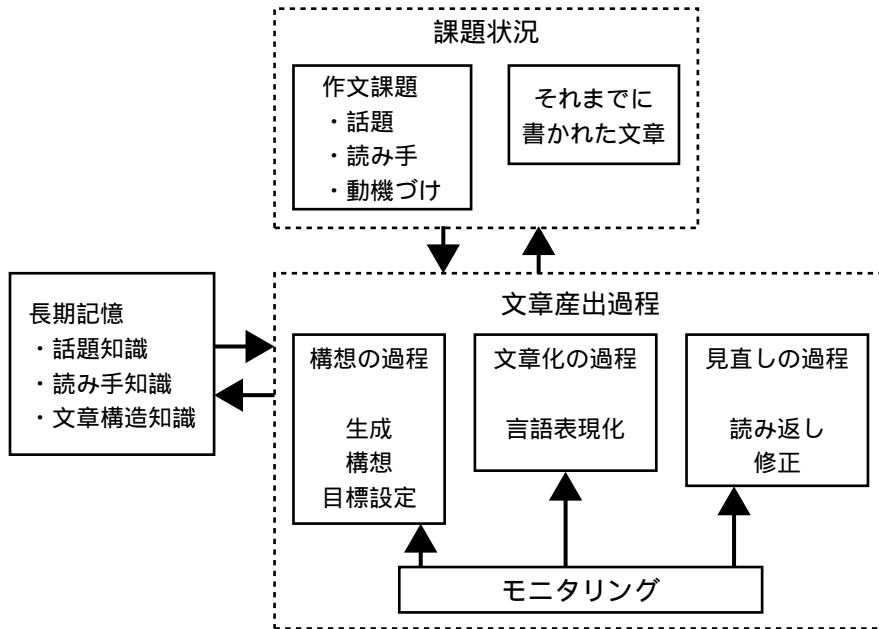 課題状況
作文課題
・話題
・読み手
・動機づけ
それまでに
書かれた文章
長期記憶
・話題知識
・読み手知識
・文章構造知識
文章産出過程
構想の過程
生成
構想
目標設定
文章化の過程
言語表現化
見直しの過程
読み返し
修正
モニタリング